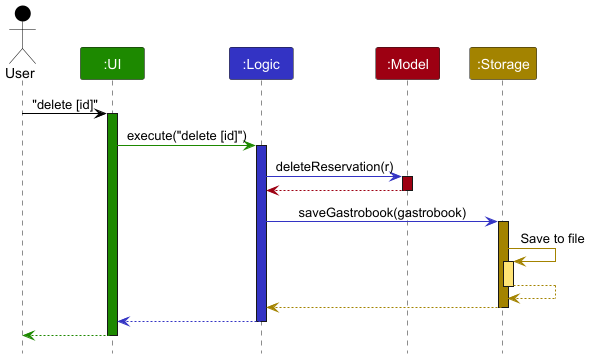 User
:UI
:Logic
:Model
:Storage
"delete [id]"
execute("delete [id]")
deleteReservation(r)
saveGastrobook(gastrobook)
Save to file